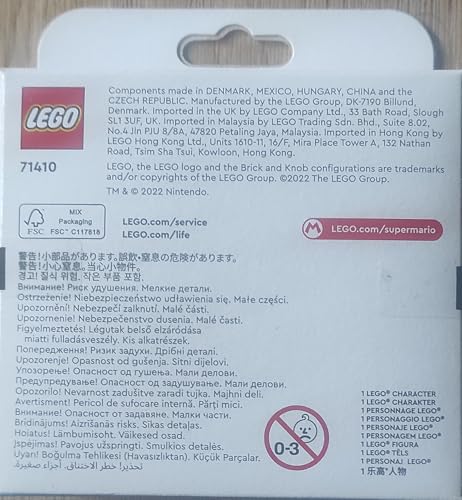 Components made in DENMARK, MEXICO, HUNGARY, CHINA and the
CZECH REPUBLIC. Manufactured by the LEGO Group, DK-7190 Billund,
Denmark. Imported in the UK by LEGO Company Ltd., 33 Bath Road, Slough
SL1 3UF, UK. Imported in Malaysia by LEGO Trading Sdn. Bhd., Suite 8.02,
No.4 Jln PJU 8/8A, 47820 Petaling Jaya, Malaysia. Imported in Hong Kong by
LEGO Hong Kong Ltd., Units 1610-11, 16/F, Mira Place Tower A, 132 Nathan
Road, Tsim Sha Tsui, Kowloon, Hong Kong.
LEGO
71410
LEGO, the LEGO logo and the Brick and Knob configurations are trademarks
and/or copyrights of the LEGO Group. ©2022 The LEGO Group.
TM & © 2022 Nintendo.
FSC
MIX
Packaging
FSC™ C117818
LEGO.com/service
LEGO.com/life
M LEGO.com/supermario
警告!小部品があります。誤飲・窒息の危険があります。
警告!小心窒息。当心小物件。
경고! 질식 위험. 작은 부품 포함.
Внимание! Риск удушения. Мелкие детали.
Ostrzeżenie! Niebezpieczeństwo udławienia się. Małe części.
Upozornění! Nebezpečí zalknutí. Malé části.
Upozornenie! Nebezpečenstvo dusenia. Malé časti.
Figyelmeztetés! Légutak belső elzáródása
miatti fulladásveszély. Kis alkatrészek.
Попередження! Ризик задухи. Дрібні деталі.
Upozorenje! Opasnost od gušenja. Sitni dijelovi.
Упозорење! Опасност од гушења. Мали делови.
Предупредување! Опасност од задушување. Мали делови.
Opozorilo! Nevarnost zadušitve zaradi tujka. Majhni deli.
Avertisment! Pericol de sufocare internă. Părți mici.
Внимание! Опасност от задавяне. Малки части.
Brīdinājums! Aizrīšanās risks. Sīkas detaļas.
Hoiatus! Lämbumisoht. Väikesed osad.
Įspėjimas! Pavojus užspringti. Smulkios detalės.
Uyarı! Boğulma Tehlikesi (Havasızlıktan). Küçük Parçalar.
تحذير! خطر الاختناق. أجزاء صغيرة.
0-3
1 LEGO® CHARACTER
1 LEGO® CHARAKTER
1 PERSONNAGE LEGO®
1 PERSONAGGIO LEGO®
1 PERSONAJE LEGO®
1 PERSONAGEM LEGO®
1 LEGO® FIGURA
1 LEGO® TĒLS
1 PERSONAJ LEGO®
1 乐高®人物